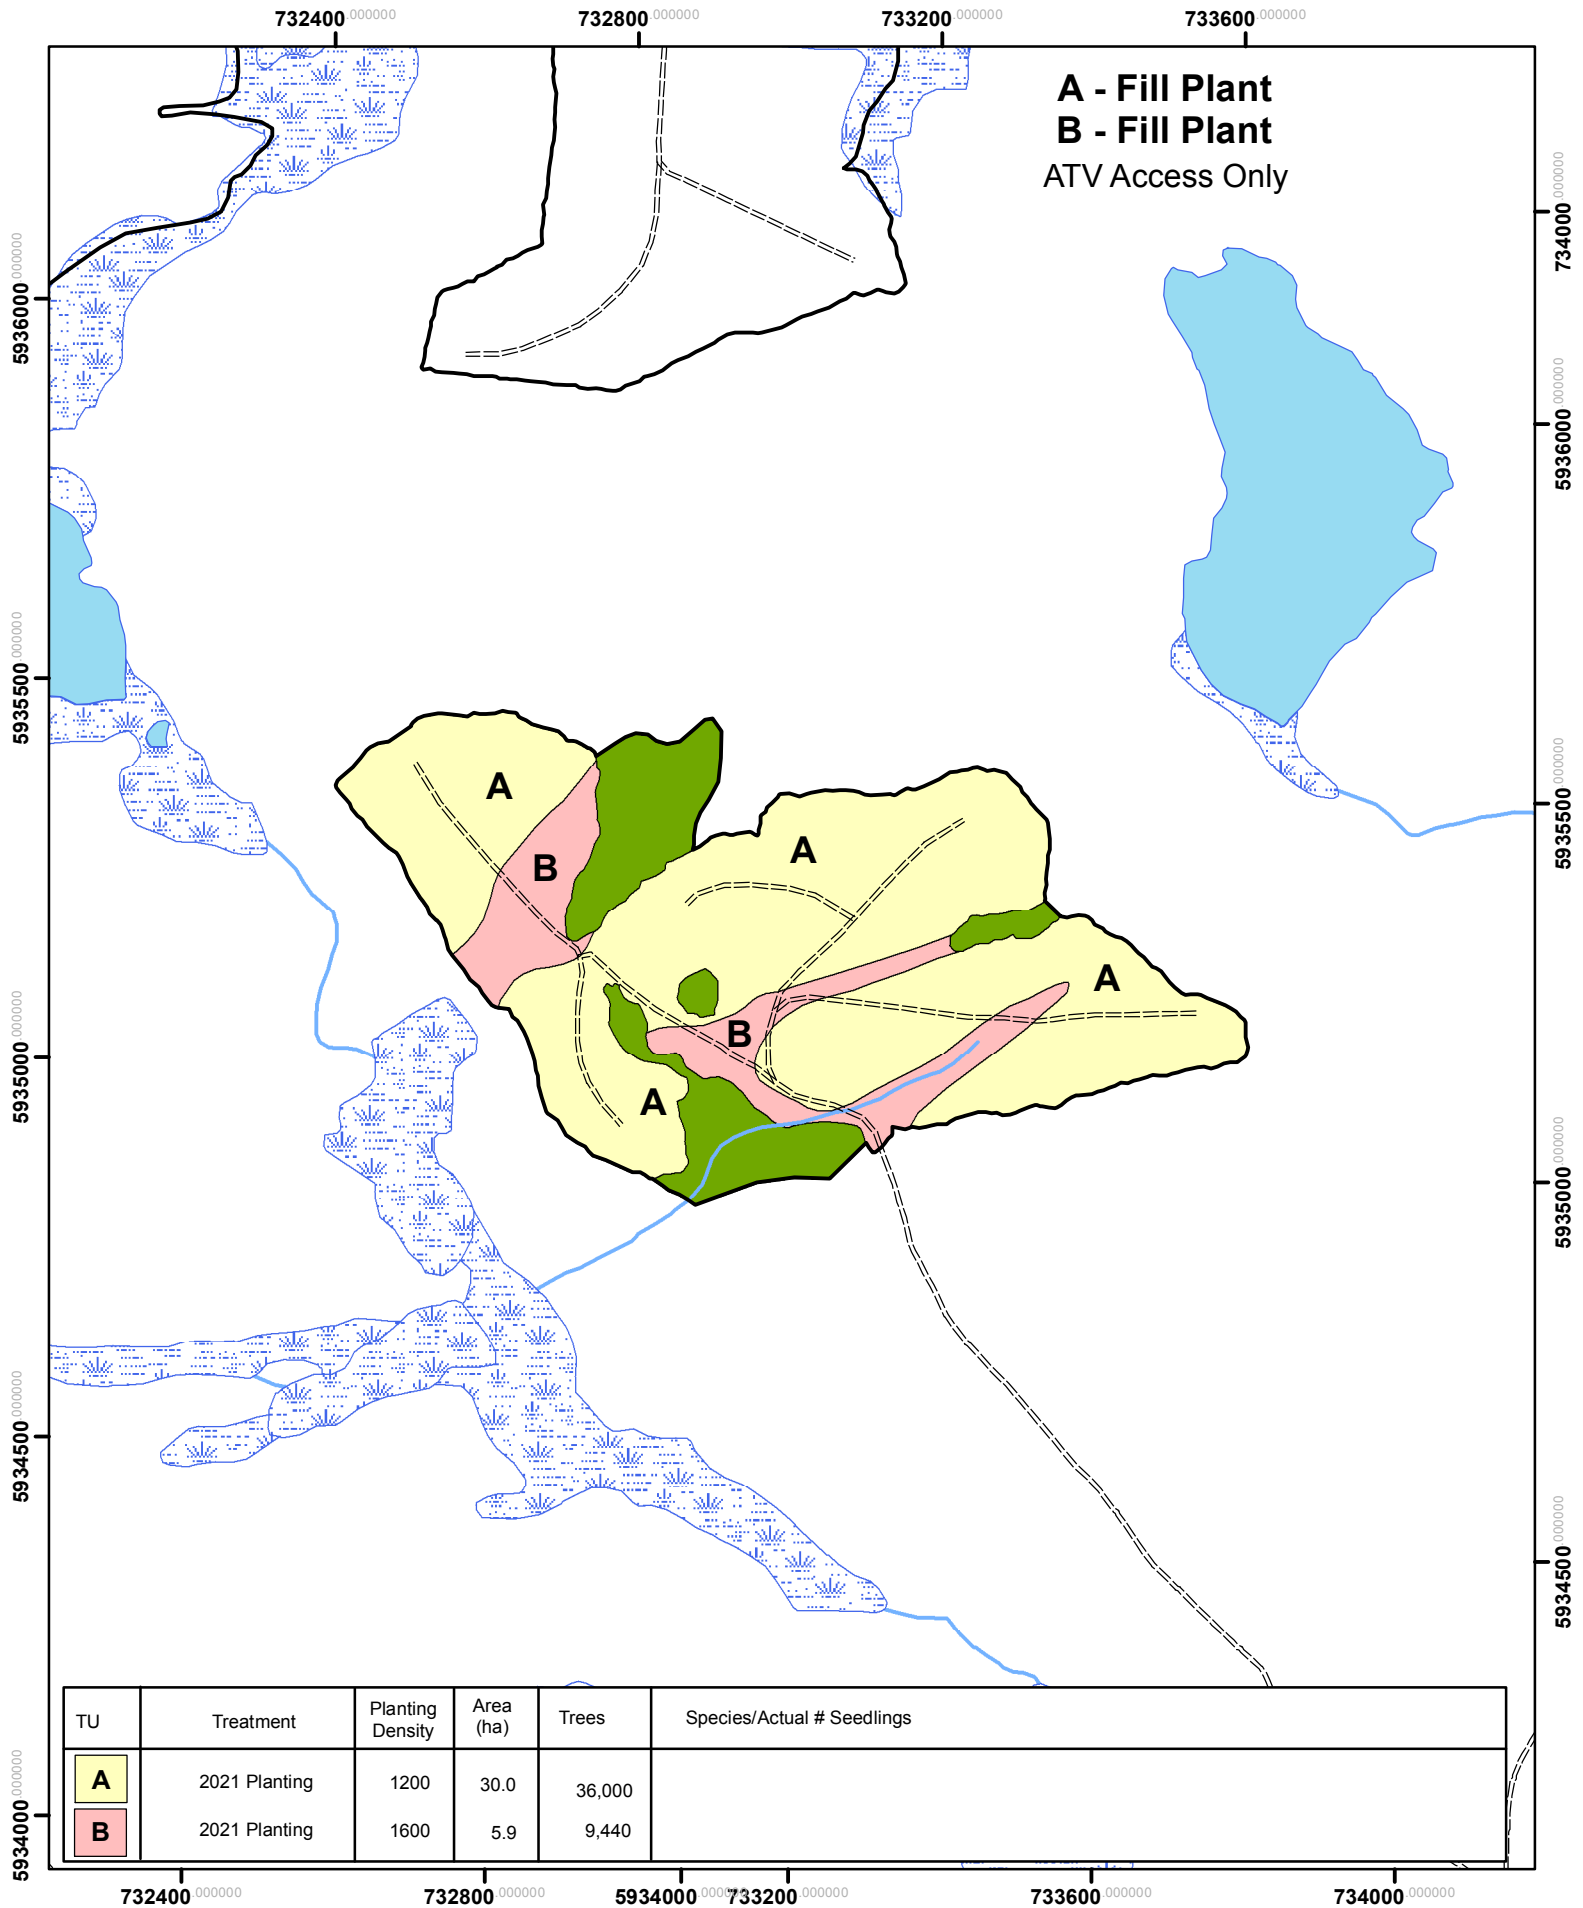 732400.000000 732800.000000 733200.000000 733600.000000
A - Fill Plant
B - Fill Plant
ATV Access Only
734000.000000
5936000.000000
5936000.000000
5935500.000000
5935500.000000
A
B
A
A
B
A
5935000.000000
5935000.000000
5934500.000000
5934500.000000
5934000.000000
TU Treatment Planting Density Area (ha) Trees Species/Actual # Seedlings
A 2021 Planting 1200 30.0 36,000
B 2021 Planting 1600 5.9 9,440
732400.000000 732800.000000 5934000.000000 733200.000000 733600.000000 734000.000000